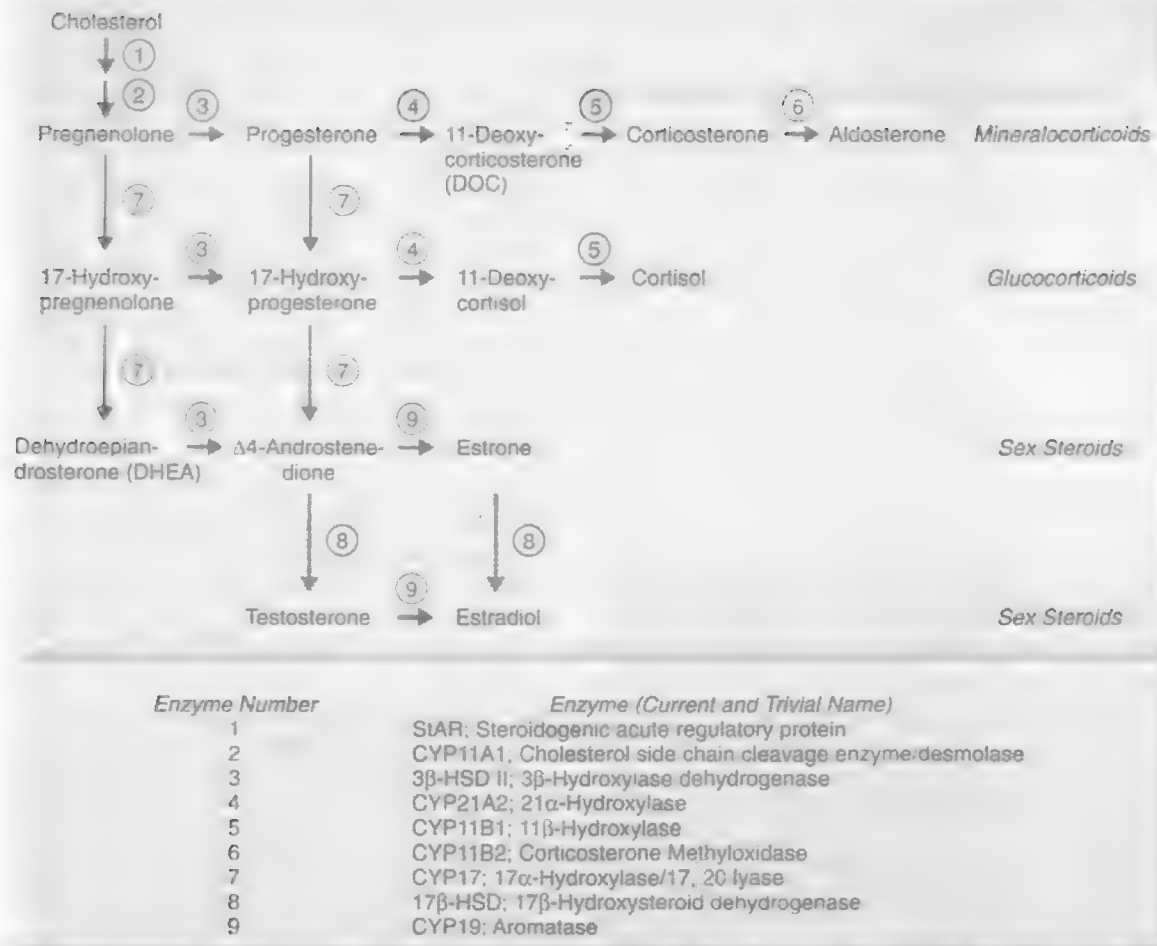 Cholesterol
1
2
3
4
5
6
Pregnenolone
Progesterone
11-Deoxy-
corticosterone
(DOC)
Corticosterone
Aldosterone
Mineralocorticoids
7
7
3
4
5
17-Hydroxy-
pregnenolone
17-Hydroxy-
progesterone
11-Deoxy-
cortisol
Cortisol
Glucocorticoids
7
7
3
9
Dehydroepian-
drosterone (DHEA)
Δ4-Androstene-
dione
Estrone
Sex Steroids
8
8
9
Testosterone
Estradiol
Sex Steroids
Enzyme Number Enzyme (Current and Trivial Name)
1 StAR; Steroidogenic acute regulatory protein
2 CYP11A1; Cholesterol side chain cleavage enzyme/desmolase
3 3β-HSD II; 3β-Hydroxylase dehydrogenase
4 CYP21A2; 21α-Hydroxylase
5 CYP11B1; 11β-Hydroxylase
6 CYP11B2; Corticosterone Methyloxidase
7 CYP17; 17α-Hydroxylase/17, 20 lyase
8 17β-HSD; 17β-Hydroxysteroid dehydrogenase
9 CYP19; Aromatase